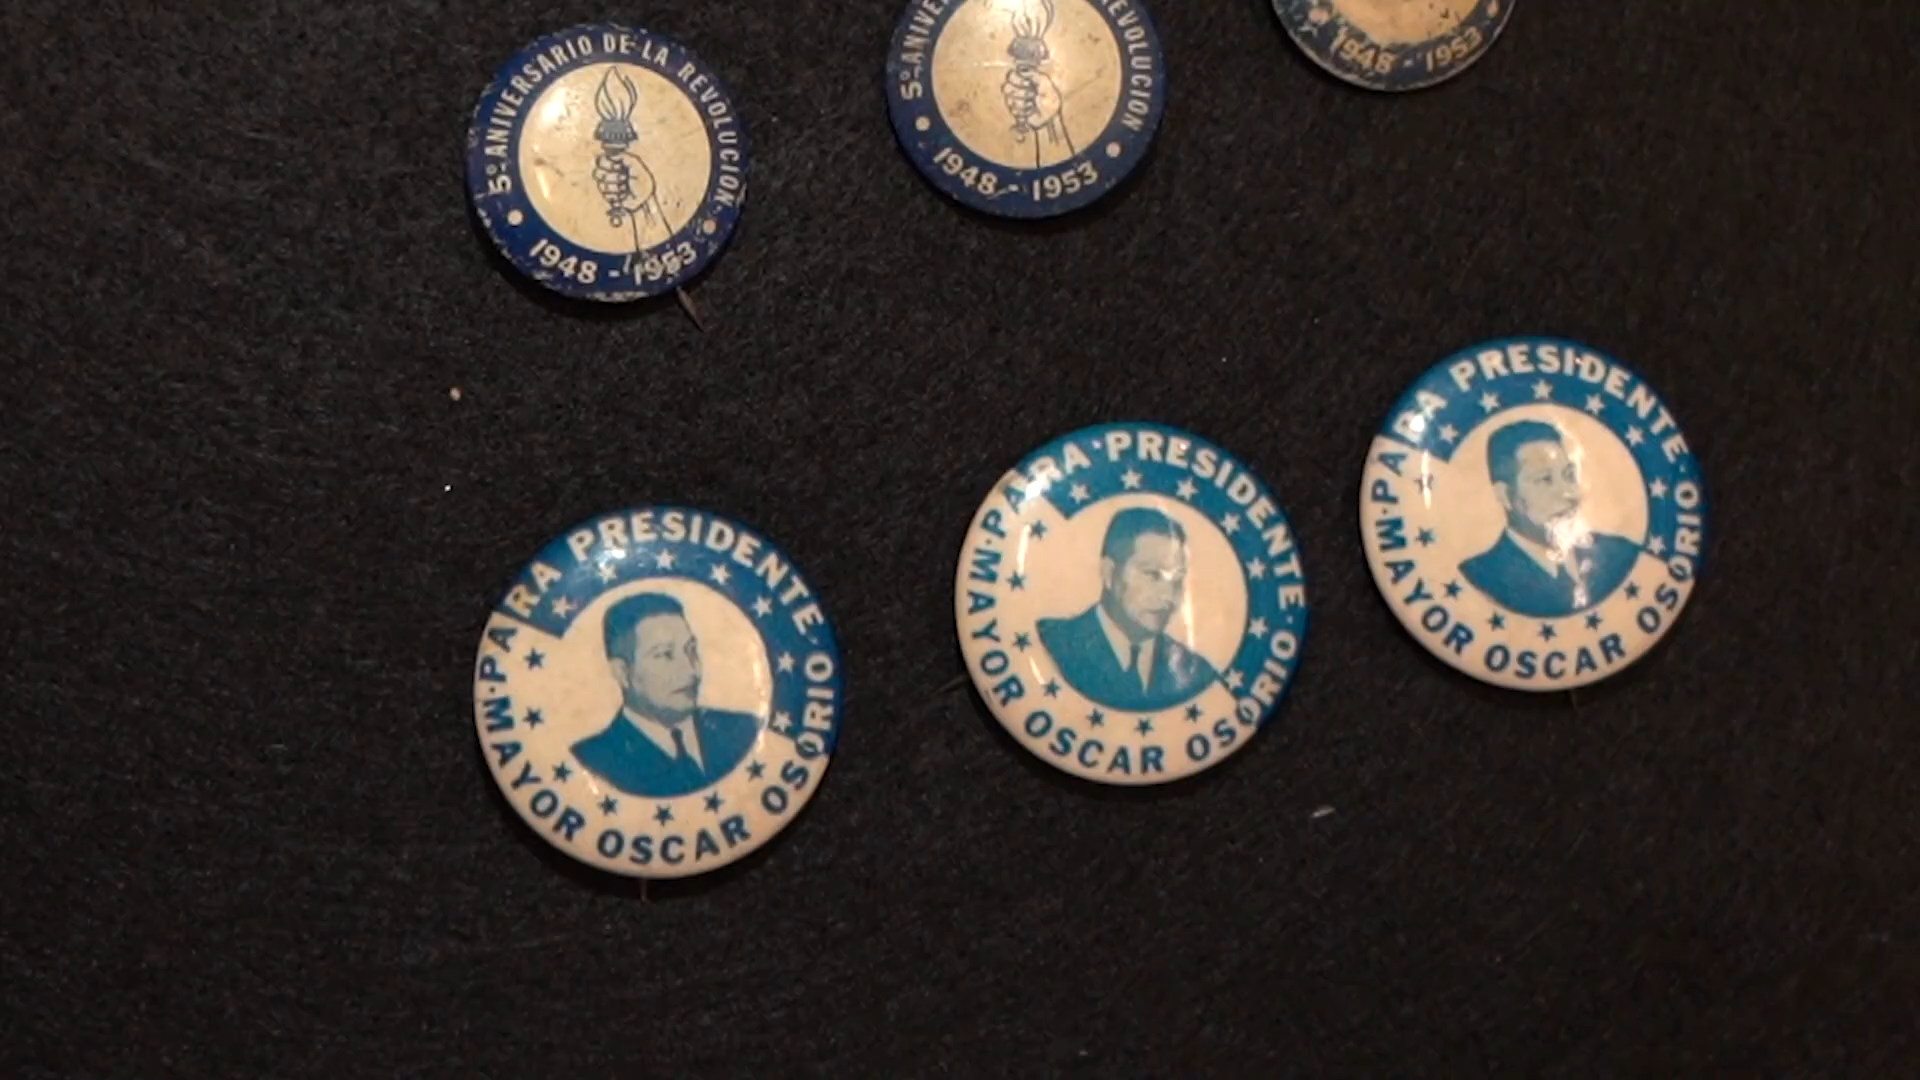 5º ANIVERSARIO DE LA REVOLUCION
1948 - 1953
5º ANIVE
REVOLUCION
1948 - 1953
1948 - 1953
PARA PRESIDENTE
MAYOR OSCAR OSORIO
PARA PRESIDENTE
MAYOR OSCAR OSORIO
PARA PRESIDENTE
MAYOR OSCAR OSORIO